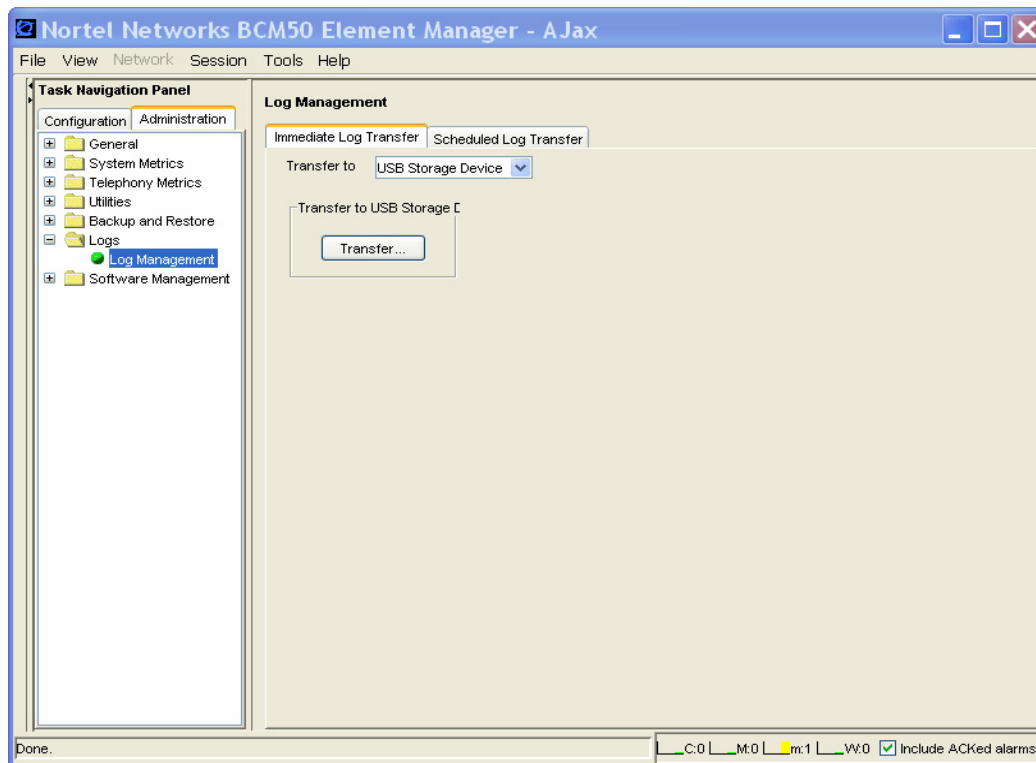 Nortel Networks BCM50 Element Manager - AJax
File View Network Session Tools Help
Task Navigation Panel
Configuration Administration
General
System Metrics
Telephony Metrics
Utilities
Backup and Restore
Logs
Log Management
Software Management
Log Management
Immediate Log Transfer Scheduled Log Transfer
Transfer to USB Storage Device
Transfer to USB Storage D
Transfer...
Done.
C:0 M:0 m:1 W:0 Include ACKed alarms